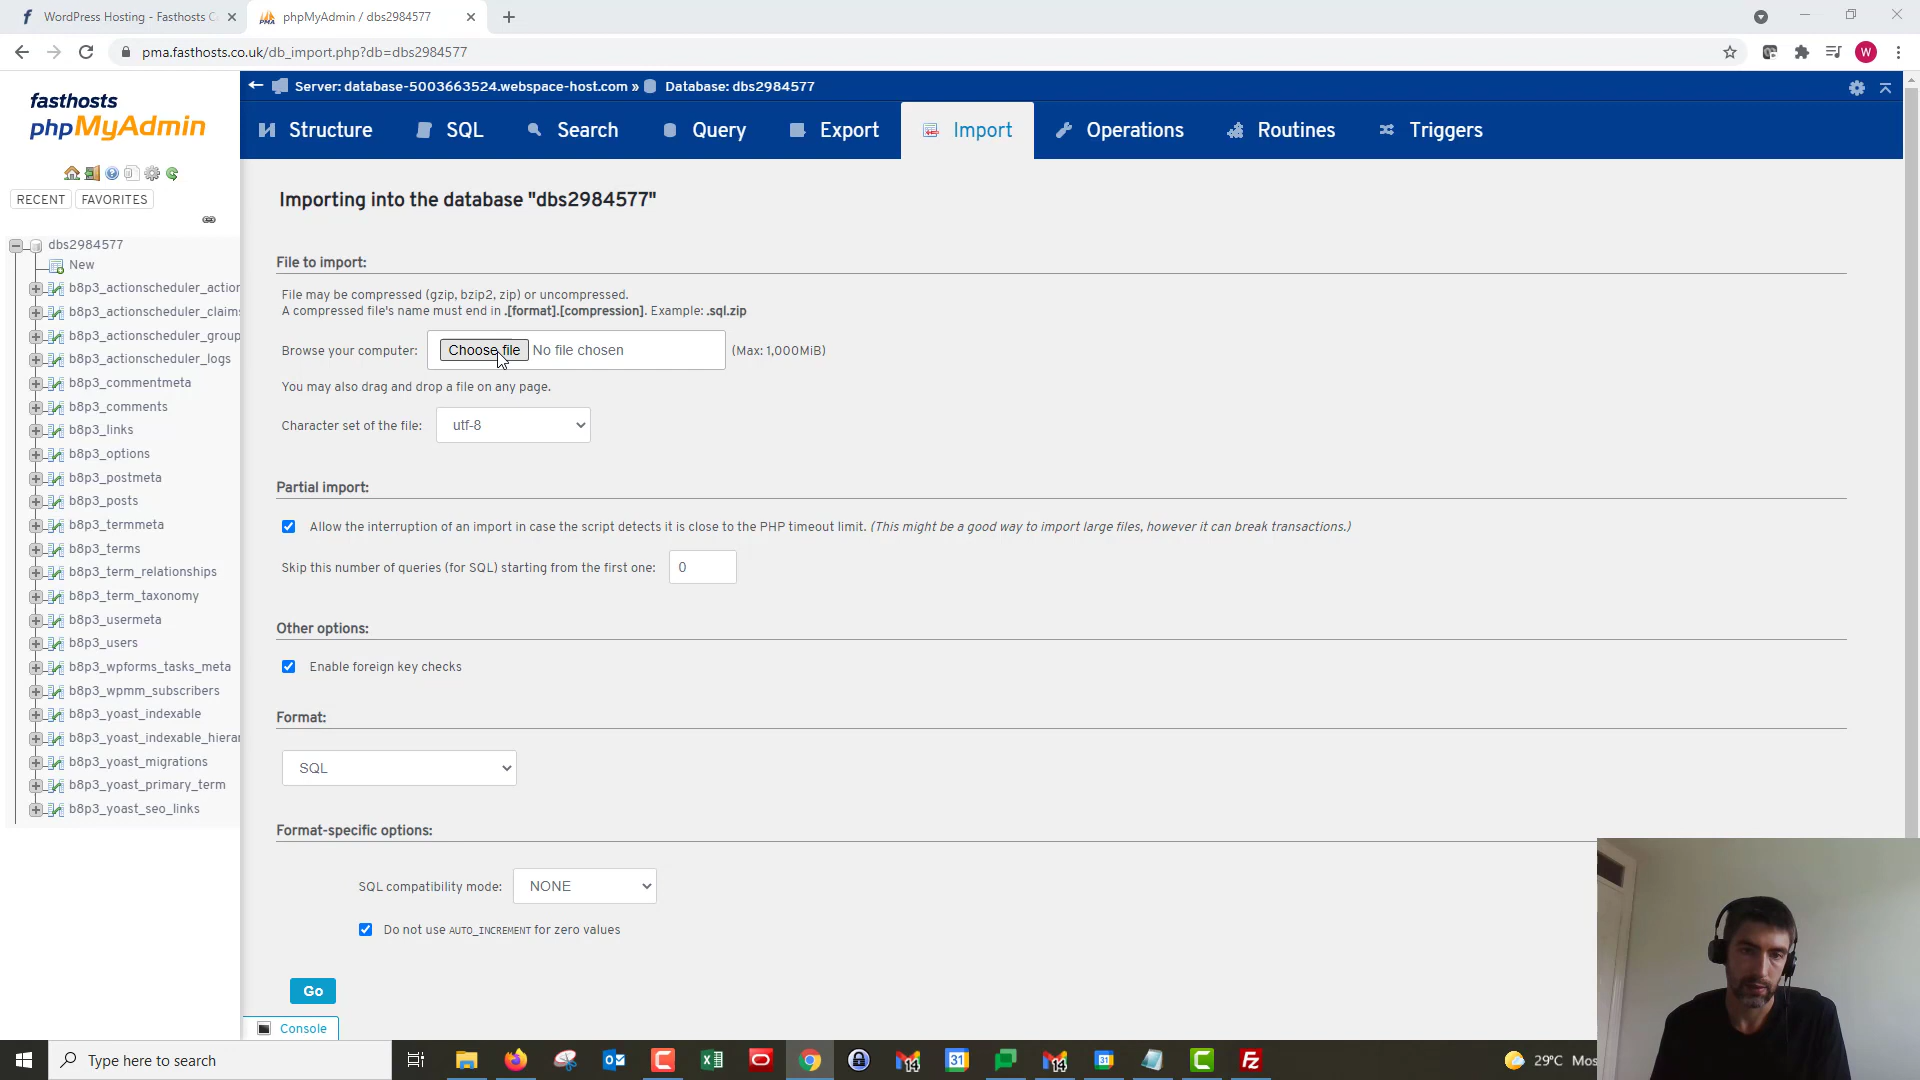 WordPress Hosting - Fasthosts C
phpMyAdmin / dbs2984577
pma.fasthosts.co.uk/db_import.php?db=dbs2984577
W
fasthosts
phpMyAdmin
RECENT
FAVORITES
dbs2984577
New
b8p3_actionscheduler_action
b8p3_actionscheduler_claims
b8p3_actionscheduler_group
b8p3_actionscheduler_logs
b8p3_commentmeta
b8p3_comments
b8p3_links
b8p3_options
b8p3_postmeta
b8p3_posts
b8p3_termmeta
b8p3_terms
b8p3_term_relationships
b8p3_term_taxonomy
b8p3_usermeta
b8p3_users
b8p3_wpforms_tasks_meta
b8p3_wpmm_subscribers
b8p3_yoast_indexable
b8p3_yoast_indexable_hierar
b8p3_yoast_migrations
b8p3_yoast_primary_term
b8p3_yoast_seo_links
Server: database-5003663524.webspace-host.com » Database: dbs2984577
Structure SQL Search Query Export Import Operations Routines Triggers
Importing into the database "dbs2984577"
File to import:
File may be compressed (gzip, bzip2, zip) or uncompressed.
A compressed file's name must end in .[format].[compression]. Example: .sql.zip
Browse your computer: Choose file No file chosen (Max: 1,000MiB)
You may also drag and drop a file on any page.
Character set of the file: utf-8
Partial import:
Allow the interruption of an import in case the script detects it is close to the PHP timeout limit. (This might be a good way to import large files, however it can break transactions.)
Skip this number of queries (for SQL) starting from the first one: 0
Other options:
Enable foreign key checks
Format:
SQL
Format-specific options:
SQL compatibility mode: NONE
Do not use AUTO_INCREMENT for zero values
Go
Console
Type here to search
14
31
14
31
29°C Mos